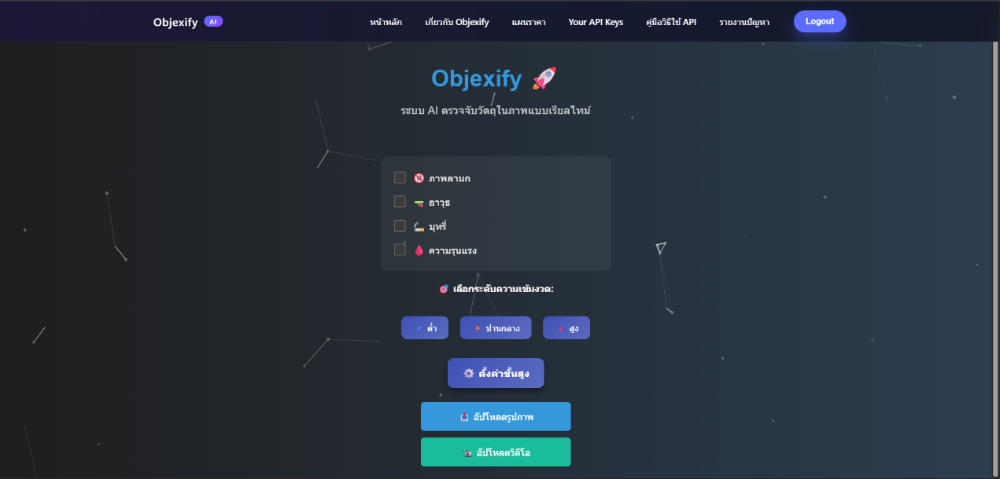 Objexify AI หน้าหลัก เกี่ยวกับ Objexify แผนราคา Your API Keys คู่มือวิธีใช้ API รายงานปัญหา Logout
Objexify 🚀
ระบบ AI ตรวจจับวัตถุในภาพแบบเรียลไทม์
🔞 ภาพลามก
🔫 อาวุธ
🚬 บุหรี่
🩸 ความรุนแรง
🎯 เลือกระดับความเข้มงวด:
🔹 ต่ำ 🔸 ปานกลาง 🔺 สูง
⚙️ ตั้งค่าขั้นสูง
📤 อัปโหลดรูปภาพ
📹 อัปโหลดวิดีโอ